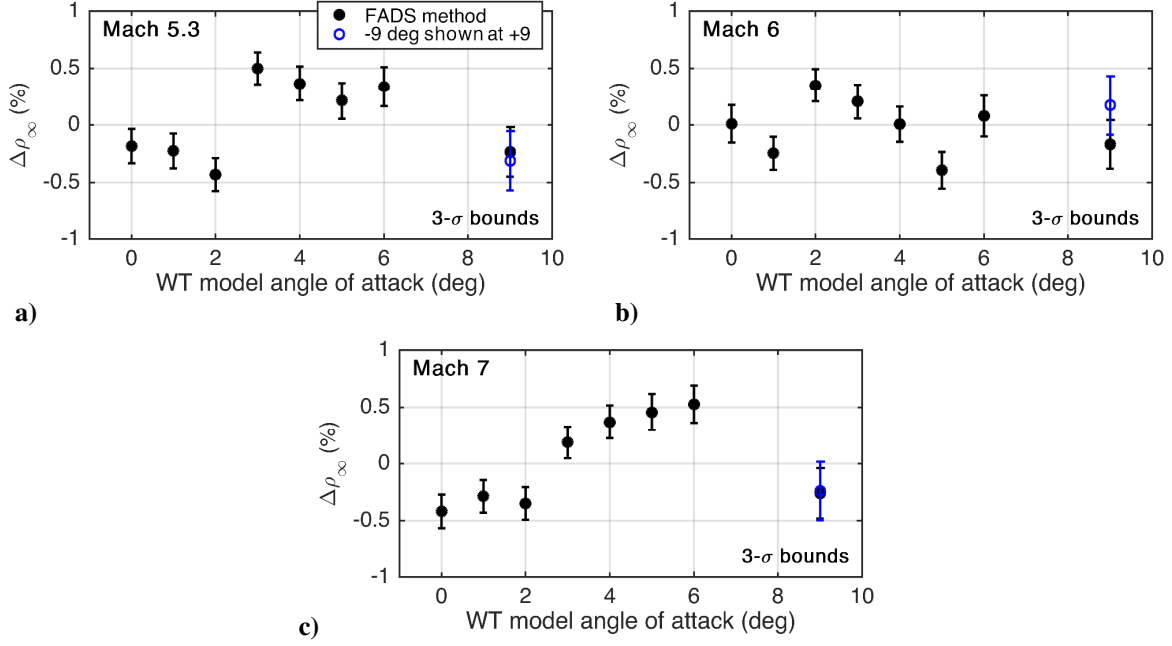 Mach 5.3
FADS method
-9 deg shown at +9
1
0.5
0
-0.5
-1
Δρ∞ (%)
3-σ bounds
0 2 4 6 8 10
WT model angle of attack (deg)
a)
Mach 6
1
0.5
0
-0.5
-1
Δρ∞ (%)
3-σ bounds
0 2 4 6 8 10
WT model angle of attack (deg)
b)
Mach 7
1
0.5
0
-0.5
-1
Δρ∞ (%)
3-σ bounds
0 2 4 6 8 10
WT model angle of attack (deg)
c)